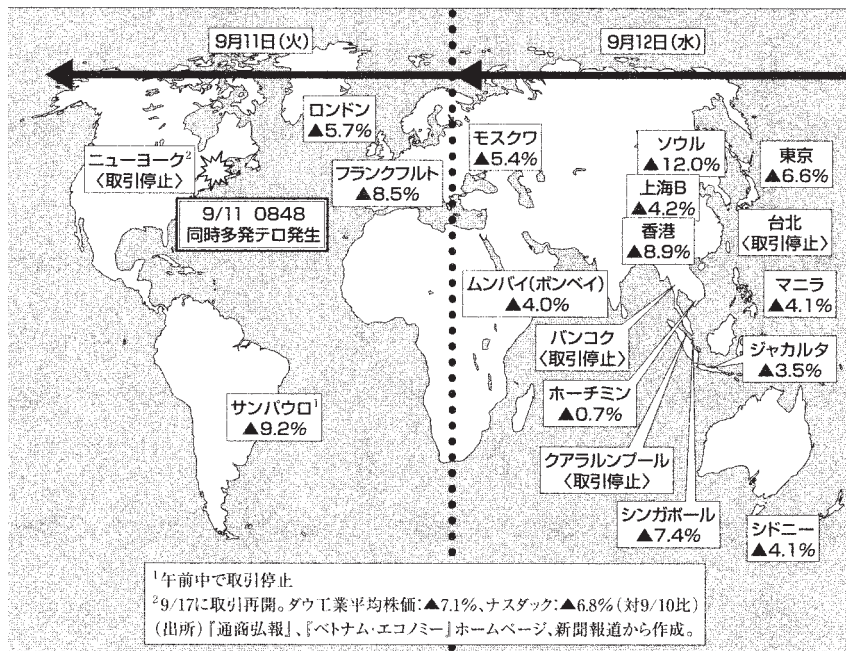 9月11日(火)
9月12日(水)
ロンドン
▲5.7%
モスクワ
▲5.4%
ソウル
▲12.0%
東京
▲6.6%
ニューヨーク²
〈取引停止〉
フランクフルト
▲8.5%
上海B
▲4.2%
9/11 0848
同時多発テロ発生
香港
▲8.9%
台北
〈取引停止〉
ムンバイ(ボンベイ)
▲4.0%
マニラ
▲4.1%
バンコク
〈取引停止〉
ジャカルタ
▲3.5%
サンパウロ¹
▲9.2%
ホーチミン
▲0.7%
クアラルンプール
〈取引停止〉
シンガポール
▲7.4%
シドニー
▲4.1%
¹午前中で取引停止
²9/17に取引再開。ダウ工業平均株価:▲7.1%、ナスダック:▲6.8%(対9/10比)
(出所)『通商弘報』、『ベトナム・エコノミー』ホームページ、新聞報道から作成。